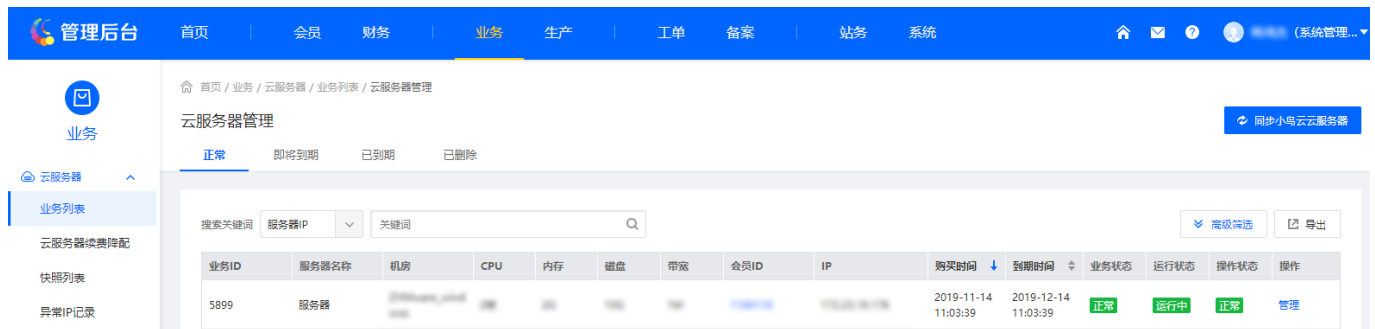 管理后台 首页 会员 财务 业务 生产 工单 备案 站务 系统 (系统管理...
业务
首页 / 业务 / 云服务器 / 业务列表 / 云服务器管理
云服务器管理
同步小鸟云云服务器
正常 即将到期 已到期 已删除
云服务器
业务列表
云服务器续费降配
快照列表
异常IP记录
搜索关键词 服务器IP 关键词 高级筛选 导出
业务ID 服务器名称 机房 CPU 内存 磁盘 带宽 会员ID IP 购买时间 到期时间 业务状态 运行状态 操作状态 操作
5899 服务器 2019-11-14 2019-12-14 正常 运行中 正常 管理
11:03:39 11:03:39